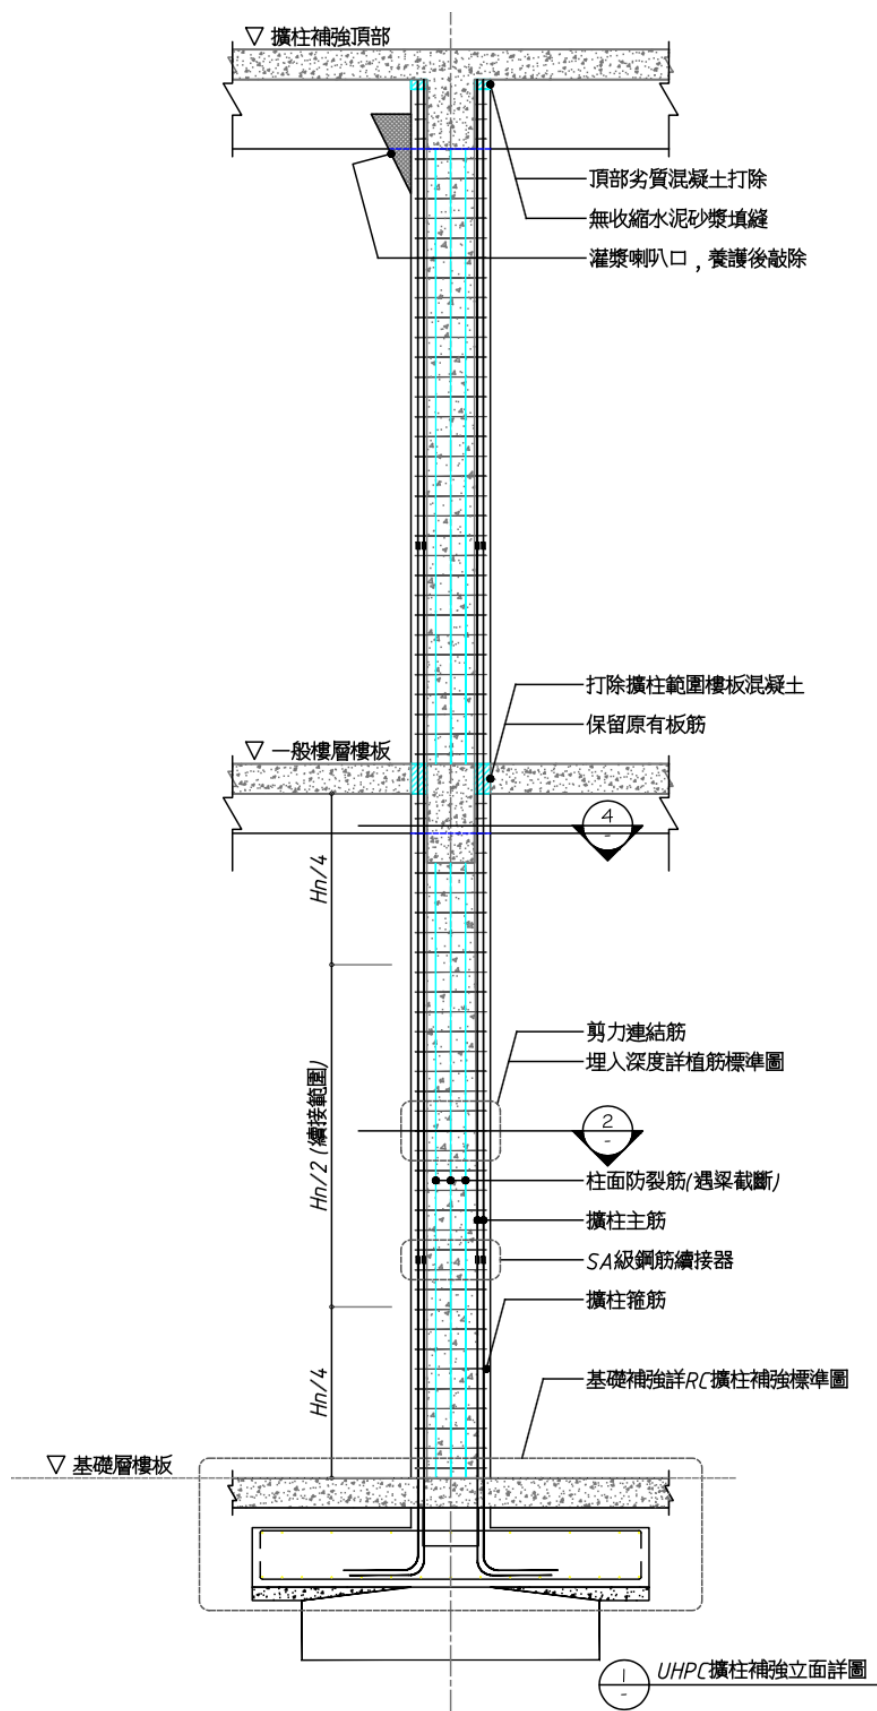 ▽ 擴柱補強頂部
頂部劣質混凝土打除
無收縮水泥砂漿填縫
灌漿喇叭口，養護後敲除
打除擴柱範圍樓板混凝土
保留原有板筋
▽ 一般樓層樓板
4
-
Hn/4
剪力連結筋
埋入深度詳植筋標準圖
Hn/2 (續接範圍)
2
-
柱面防裂筋(遇梁截斷)
擴柱主筋
SA級鋼筋續接器
擴柱箍筋
Hn/4
基礎補強詳RC擴柱補強標準圖
▽ 基礎層樓板
1
-
UHPC擴柱補強立面詳圖